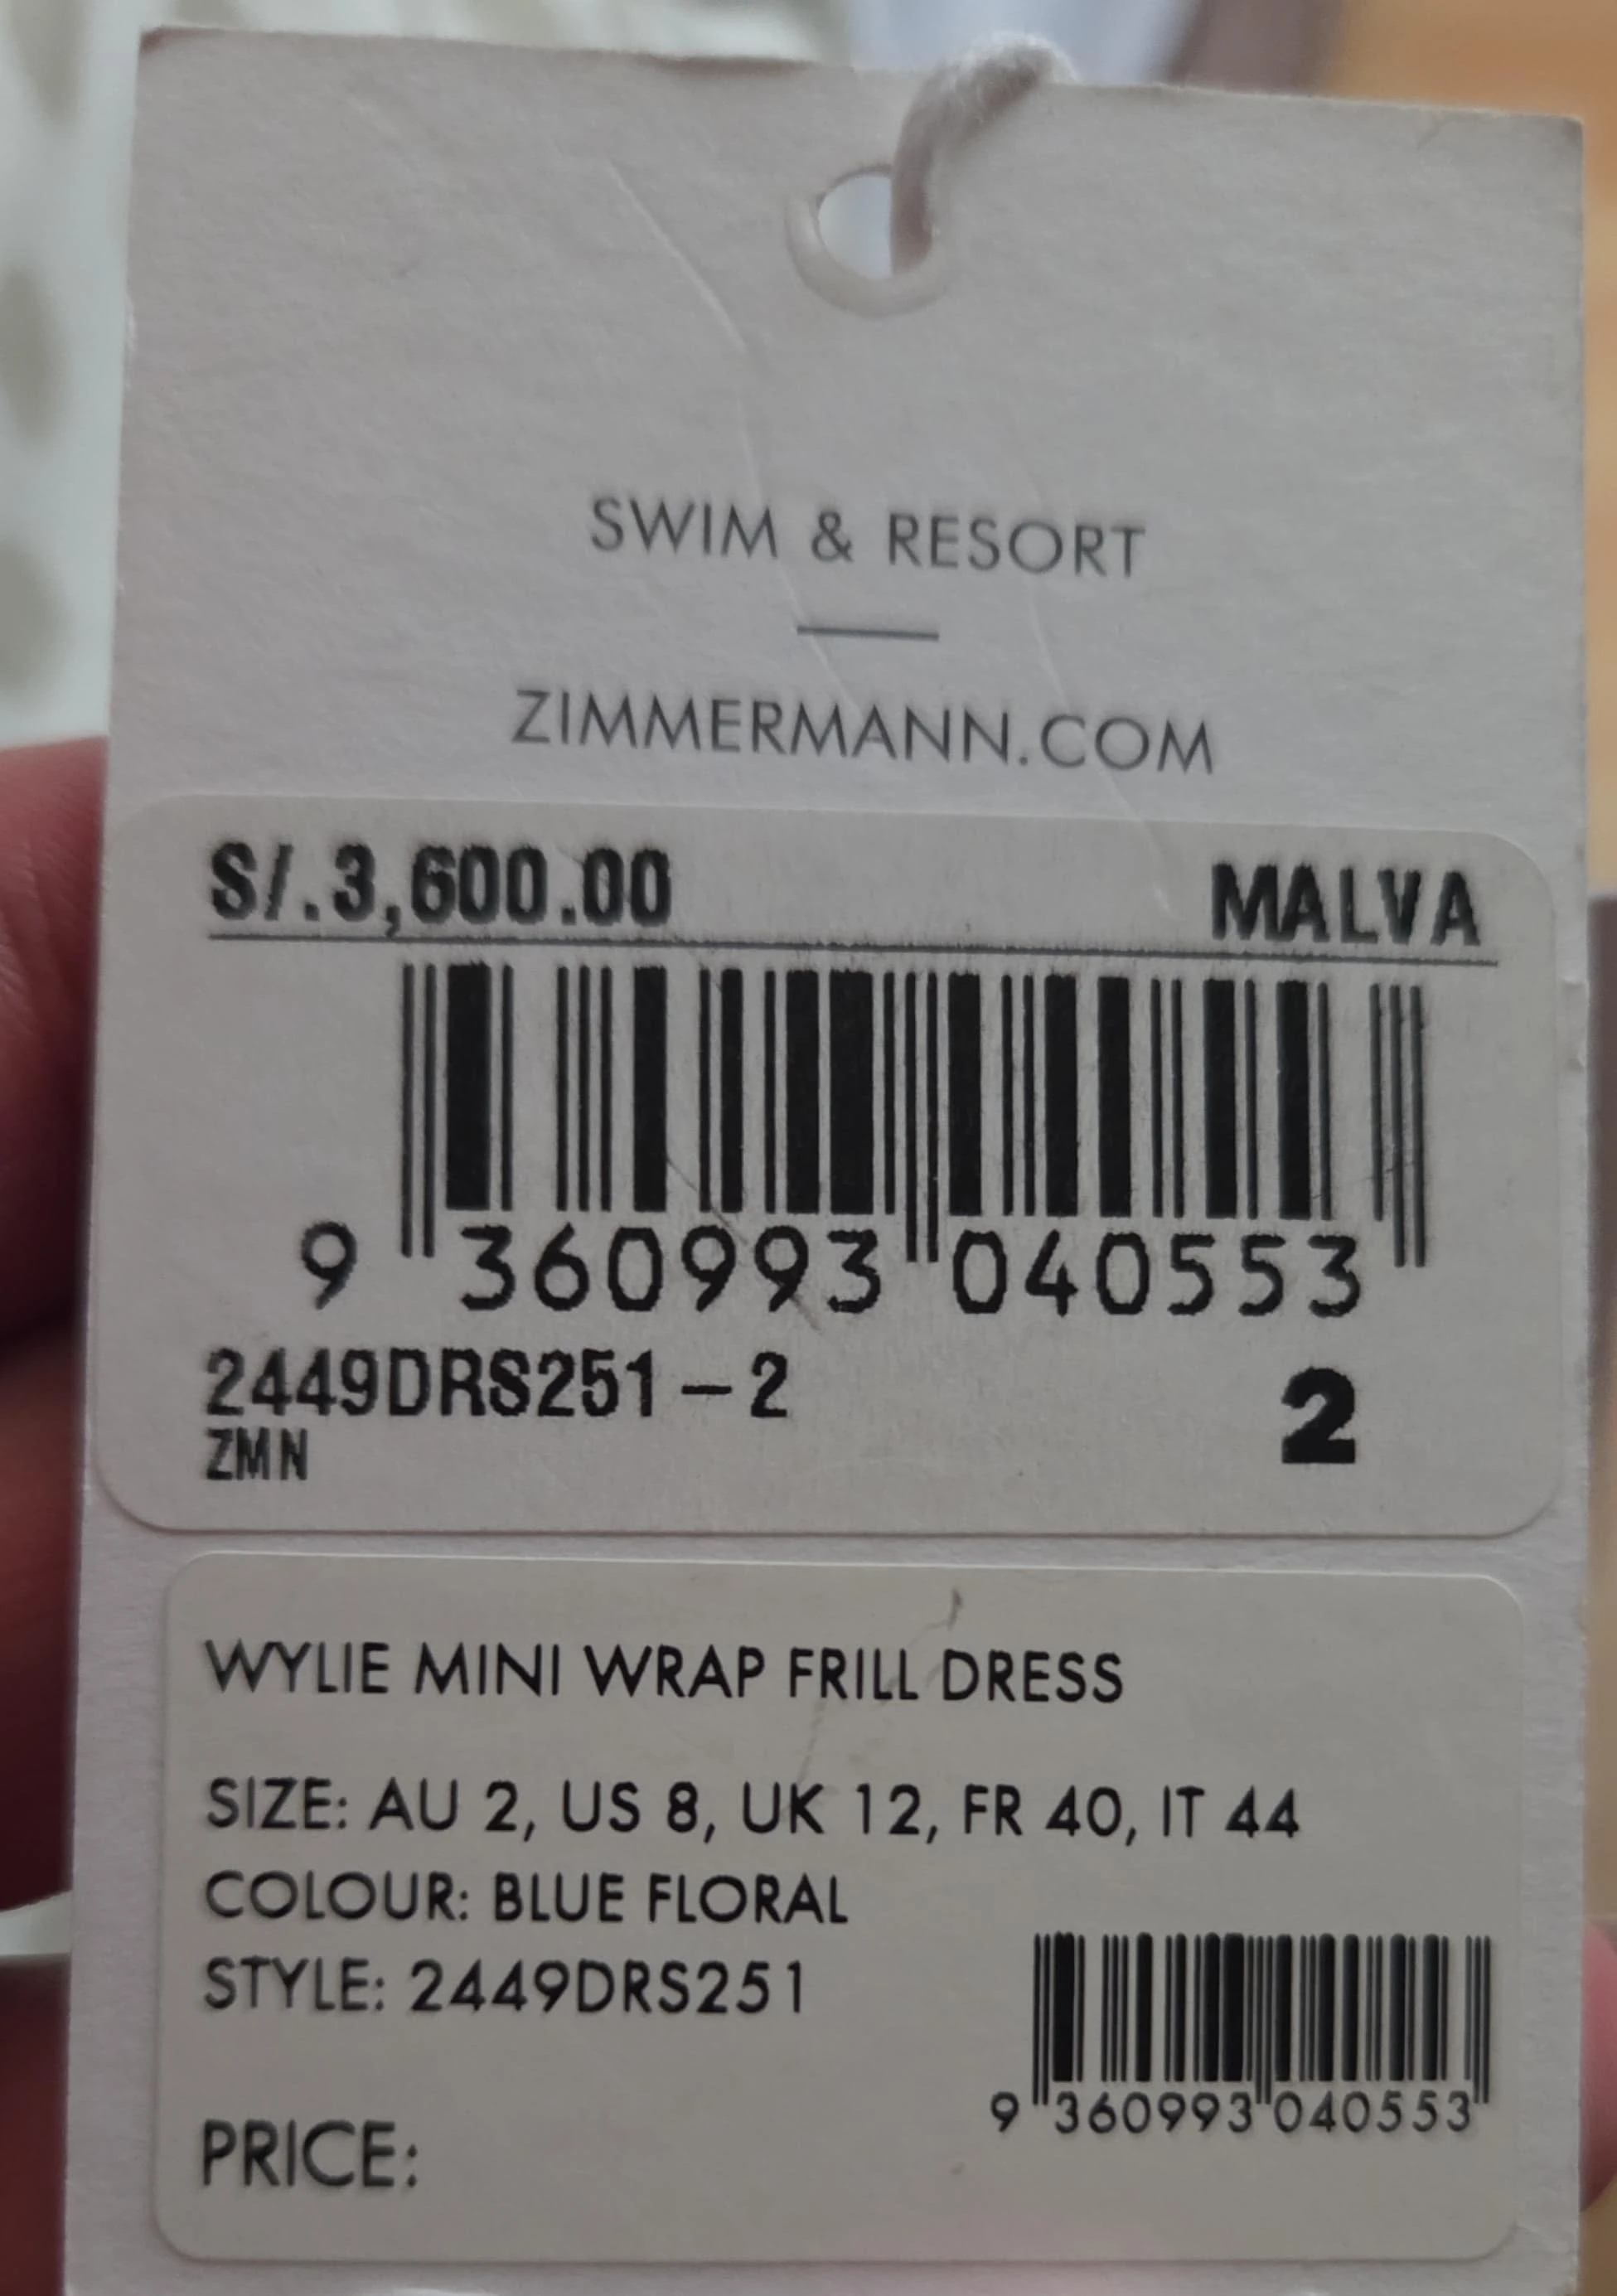 SWIM & RESORT
ZIMMERMANN.COM
S/.3,600.00 MALVA
9 360993 040553
2449DRS251-2 2
ZMN
WYLIE MINI WRAP FRILL DRESS
SIZE: AU 2, US 8, UK 12, FR 40, IT 44
COLOUR: BLUE FLORAL
STYLE: 2449DRS251
9 360993 040553
PRICE: